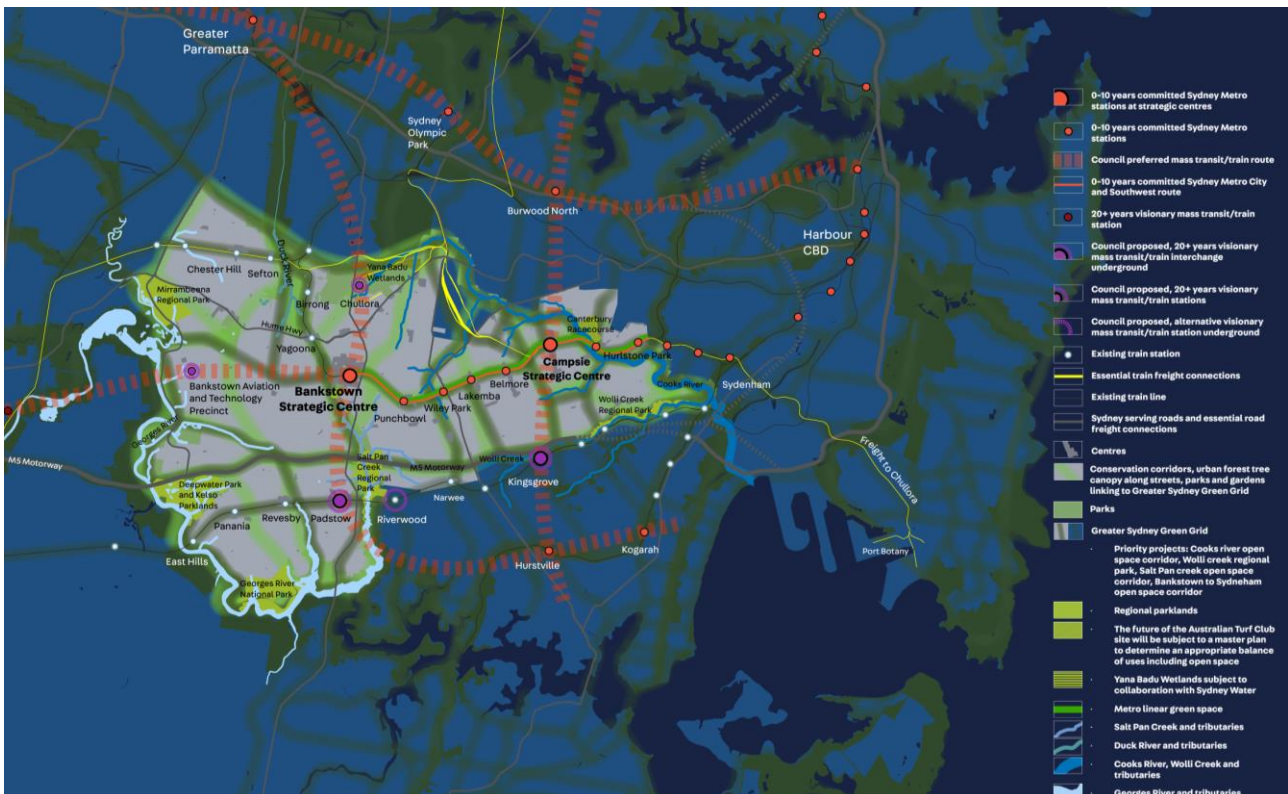 Greater
Parramatta
Sydney
Olympic
Park
Burwood North
Harbour
CBD
Duck River
Chester Hill
Sefton
Yana Badu
Wetlands
Mirrambeena
Regional Park
Birrong
Chullora
Hume Hwy
Yagoona
Canterbury
Racacourse
Hurlstone Park
Campsie
Strategic Centre
Bankstown Aviation
and Technology
Precinct
Bankstown
Strategic Centre
Belmore
Lakemba
Wiley Park
Punchbowl
Cooks River
Sydenham
Wolli Creek
Regional Park
Georges River
M5 Motorway
Salt Pan
Creek
Regional
Park
M5 Motorway
Wolli Creek
Kingsgrove
Freight to Chullora
Deepwater Park
and Kelso
Parklands
Narwee
Panania
Revesby
Padstow
Riverwood
East Hills
Hurstville
Kogarah
Port Botany
Georges River
National Park
0-10 years committed Sydney Metro
stations at strategic centres
0-10 years committed Sydney Metro
stations
Council preferred mass transit/train route
0-10 years committed Sydney Metro City
and Southwest route
20+ years visionary mass transit/train
station
Council proposed, 20+ years visionary
mass transit/train interchange
underground
Council proposed, 20+ years visionary
mass transit/train stations
Council proposed, alternative visionary
mass transit/train station underground
Existing train station
Essential train freight connections
Existing train line
Sydney serving roads and essential road
freight connections
Centres
Conservation corridors, urban forest tree
canopy along streets, parks and gardens
linking to Greater Sydney Green Grid
Parks
Greater Sydney Green Grid
Priority projects: Cooks river open
space corridor, Wolli creek regional
park, Salt Pan creek open space
corridor, Bankstown to Sydneham
open space corridor
Regional parklands
The future of the Australian Turf Club
site will be subject to a master plan
to determine an appropriate balance
of uses including open space
Yana Badu Wetlands subject to
collaboration with Sydney Water
Metro linear green space
Salt Pan Creek and tributaries
Duck River and tributaries
Cooks River, Wolli Creek and
tributaries
Georges River and tributaries